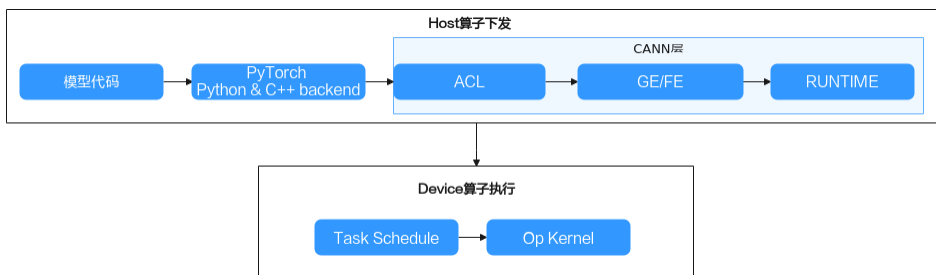 Host算子下发
CANN层
模型代码
PyTorch
Python & C++ backend
ACL
GE/FE
RUNTIME
Device算子执行
Task Schedule
Op Kernel